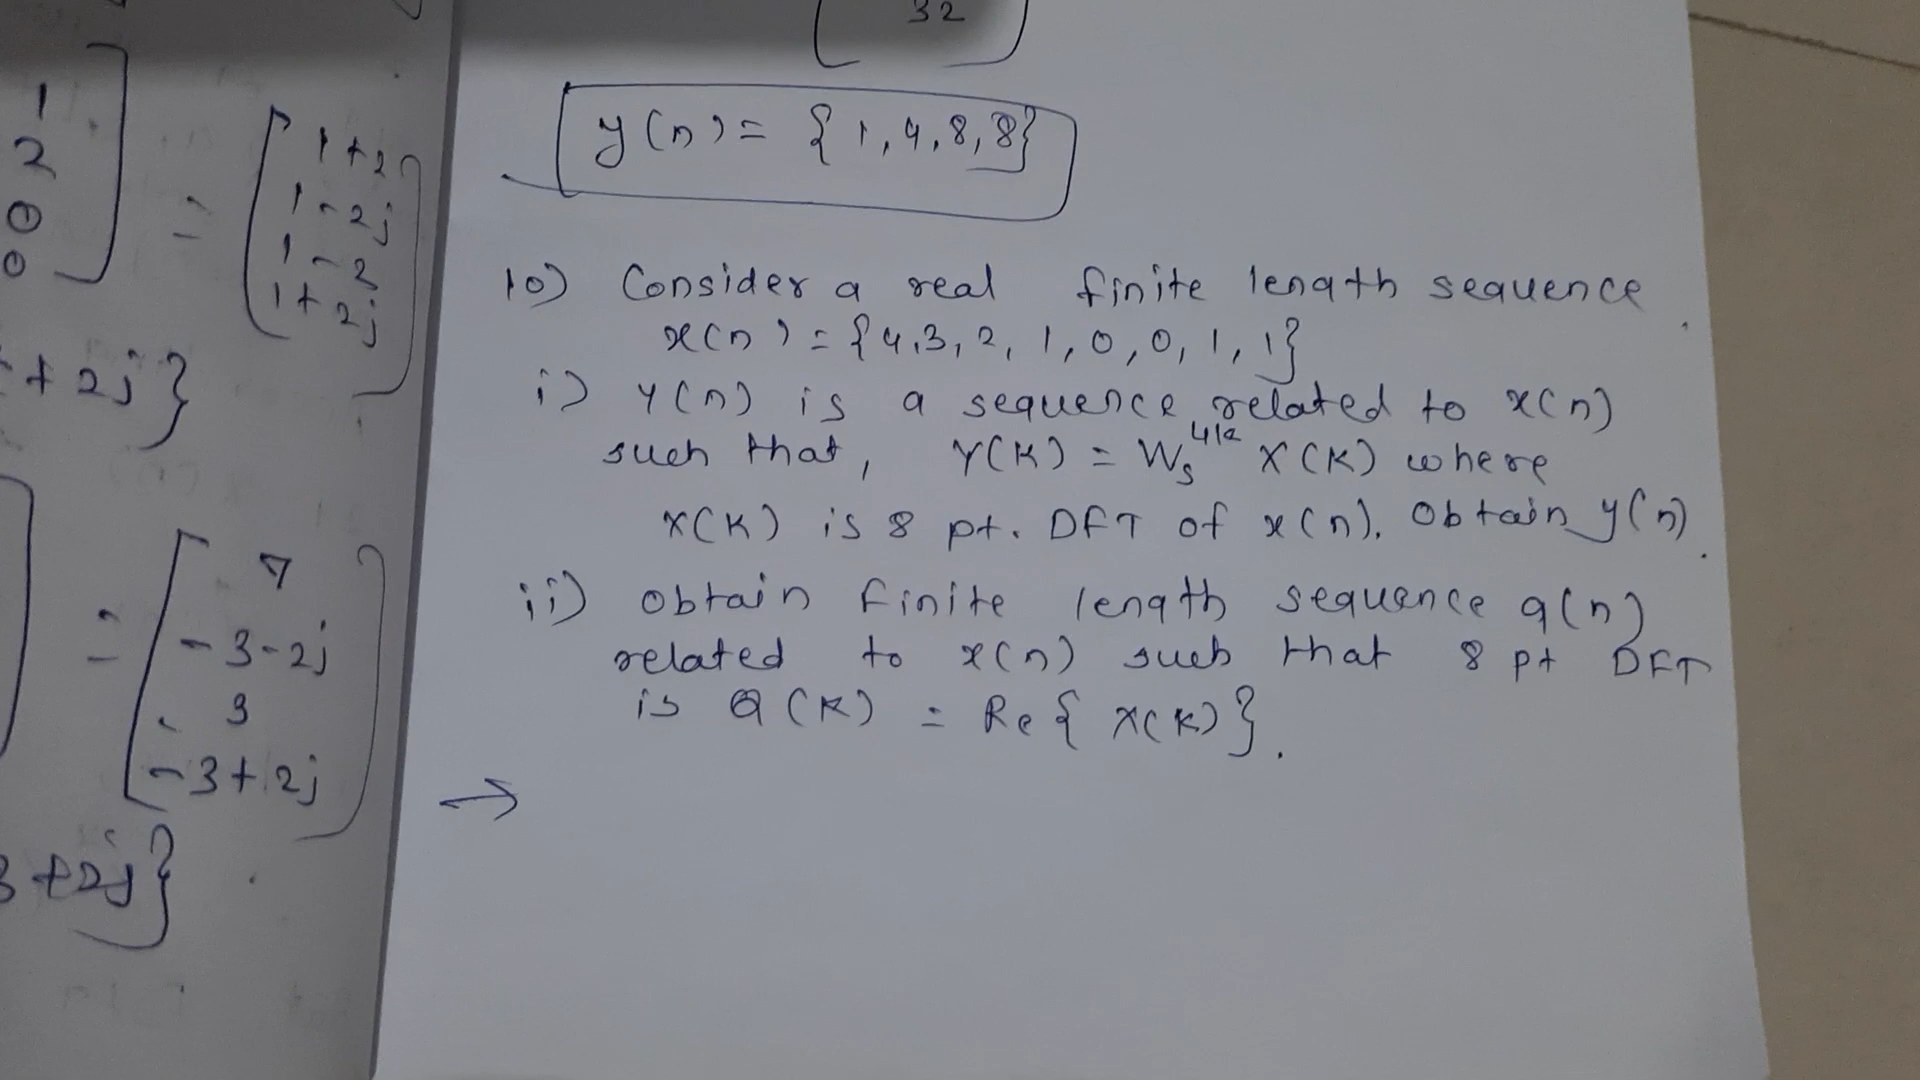 32
y(n) = {1,4,8,8}
1
2
0
0
=
1+2
1-2j
1-2
1+2j
+2j}
=
7
-3-2j
3
-3+2j
3+2j}
10) Consider a real finite length sequence
x(n) = {4,3,2,1,0,0,1,1}
i) y(n) is a sequence related to x(n)
such that, Y(K) = W8^4k X(K) where
X(K) is 8 pt. DFT of x(n). Obtain y(n).
ii) obtain finite length sequence q(n)
related to x(n) such that 8 pt DFT
is Q(K) = Re{X(K)}.
→